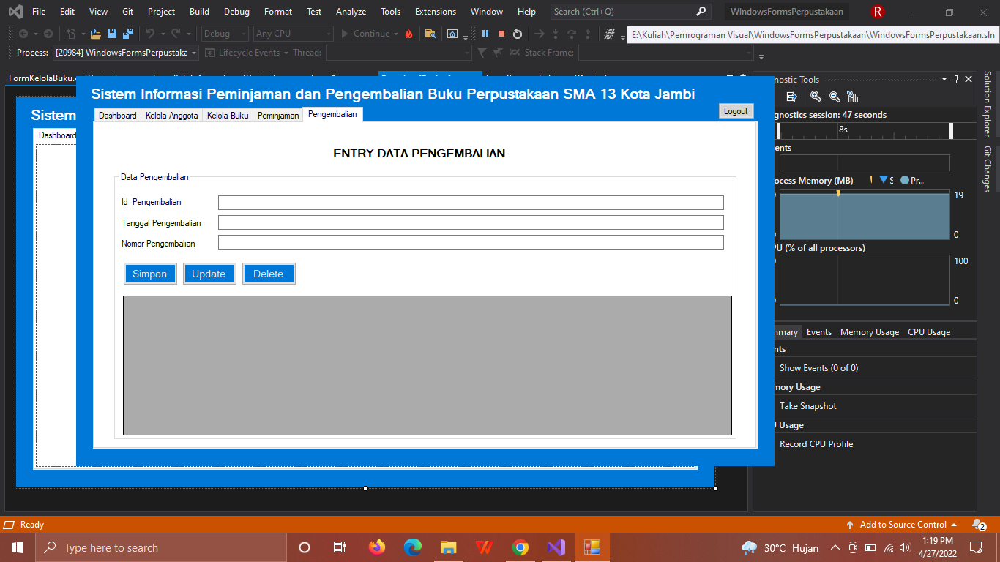 File Edit View Git Project Build Debug Format Test Analyze Tools Extensions Window Help Search (Ctrl+Q) WindowsFormsPerpustakaan R
Debug Any CPU Continue E:\Kuliah\Pemrograman Visual\WindowsFormsPerpustakaan\WindowsFormsPerpustakaan.sln
Process: [20984] WindowsFormsPerpustaka Lifecycle Events Thread: Stack Frame:
Sistem Informasi Peminjaman dan Pengembalian Buku Perpustakaan SMA 13 Kota Jambi
Dashboard Kelola Anggota Kelola Buku Peminjaman Pengembalian Logout
ENTRY DATA PENGEMBALIAN
Data Pengembalian
Id_Pengembalian
Tanggal Pengembalian
Nomor Pengembalian
Simpan Update Delete
Sistem
Dashboard
nostic Tools
gnostics session: 47 seconds
8s
ents
ocess Memory (MB) S Pr...
19
0
PU (% of all processors)
100
0
mmary Events Memory Usage CPU Usage
nts
Show Events (0 of 0)
mory Usage
Take Snapshot
U Usage
Record CPU Profile
Solution Explorer
Git Changes
Ready Add to Source Control 2
Type here to search 30°C Hujan 1:19 PM
4/27/2022